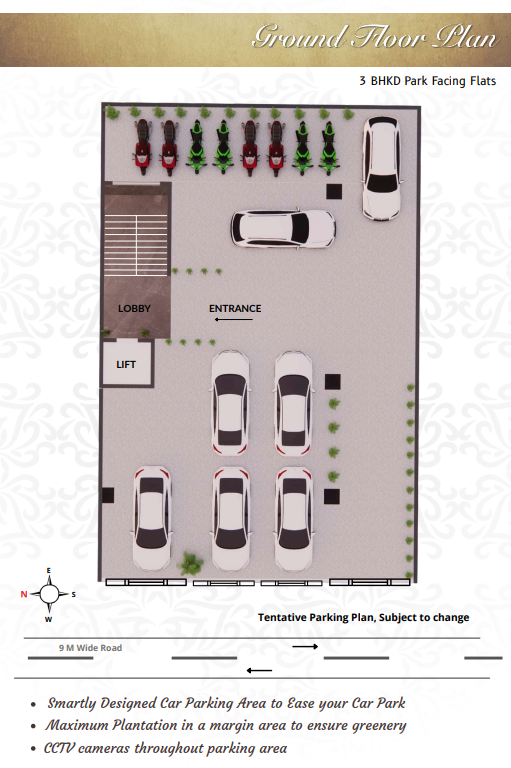 Ground Floor Plan
3 BHKD Park Facing Flats
LOBBY
ENTRANCE
LIFT
E
N
S
W
Tentative Parking Plan, Subject to change
9 M Wide Road
• Smartly Designed Car Parking Area to Ease your Car Park
• Maximum Plantation in a margin area to ensure greenery
• CCTV cameras throughout parking area